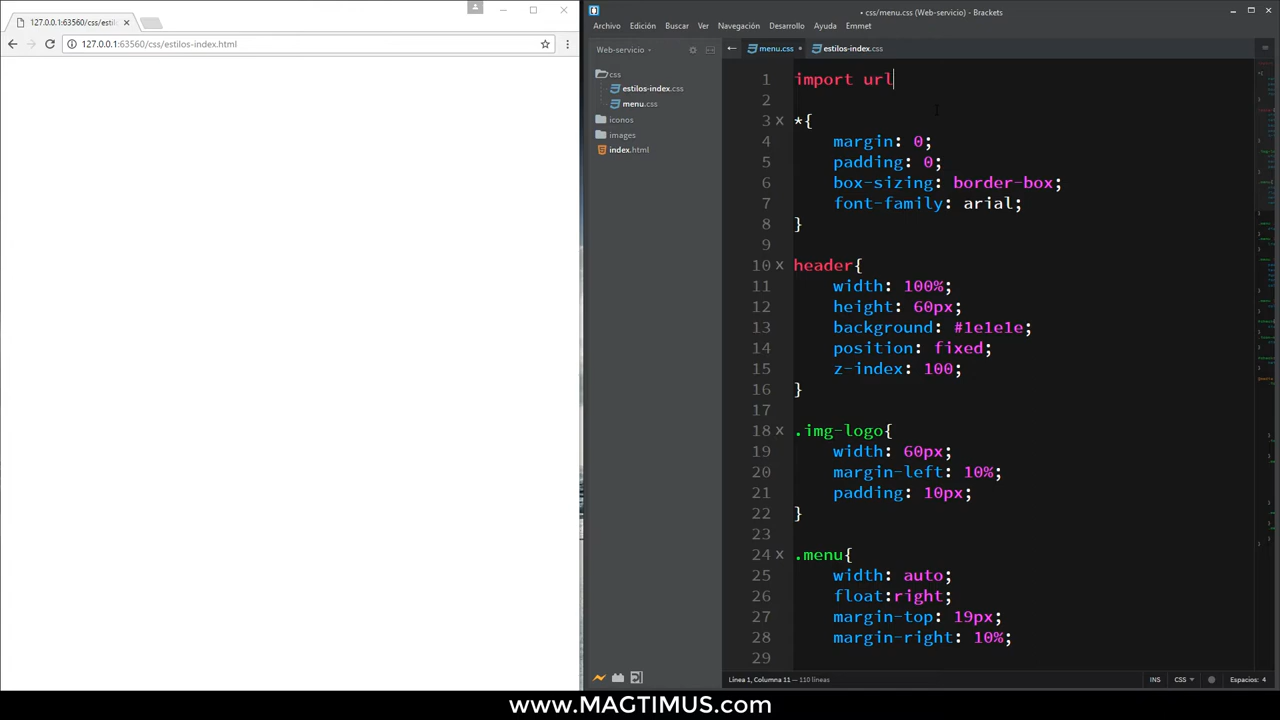 127.0.0.1:63560/css/estil
127.0.0.1:63560/css/estilos-index.html
• css/menu.css (Web-servicio) - Brackets
Archivo Edición Buscar Ver Navegación Desarrollo Ayuda Emmet
Web-servicio
css
estilos-index.css
menu.css
iconos
images
index.html
menu.css • estilos-index.css
1 import url
2
3 *{
4 margin: 0;
5 padding: 0;
6 box-sizing: border-box;
7 font-family: arial;
8 }
9
10 header{
11 width: 100%;
12 height: 60px;
13 background: #1e1e1e;
14 position: fixed;
15 z-index: 100;
16 }
17
18 .img-logo{
19 width: 60px;
20 margin-left: 10%;
21 padding: 10px;
22 }
23
24 .menu{
25 width: auto;
26 float:right;
27 margin-top: 19px;
28 margin-right: 10%;
29
Línea 1, Columna 11 — 110 líneas
INS CSS Espacios: 4
www.MAGTIMUS.com